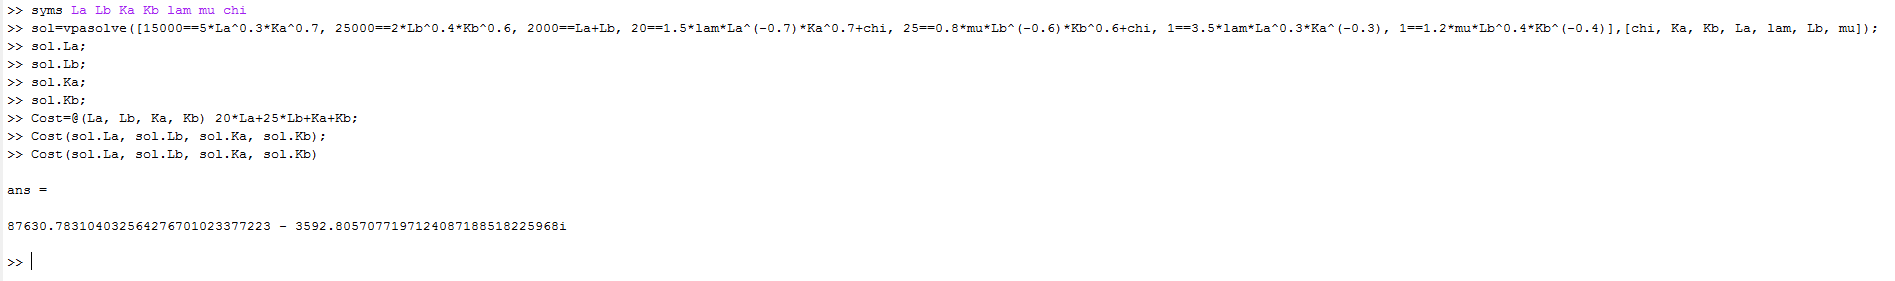 >> syms La Lb Ka Kb lam mu chi
>> sol=vpasolve([15000==5*La^0.3*Ka^0.7, 25000==2*Lb^0.4*Kb^0.6, 2000==La+Lb, 20==1.5*lam*La^(-0.7)*Ka^0.7+chi, 25==0.8*mu*Lb^(-0.6)*Kb^0.6+chi, 1==3.5*lam*La^0.3*Ka^(-0.3), 1==1.2*mu*Lb^0.4*Kb^(-0.4)],[chi, Ka, Kb, La, lam, Lb, mu]);
>> sol.La;
>> sol.Lb;
>> sol.Ka;
>> sol.Kb;
>> Cost=@(La, Lb, Ka, Kb) 20*La+25*Lb+Ka+Kb;
>> Cost(sol.La, sol.Lb, sol.Ka, sol.Kb);
>> Cost(sol.La, sol.Lb, sol.Ka, sol.Kb)
ans =
87630.783104032564276701023377223 - 3592.8057077197124087188518225968i
>>